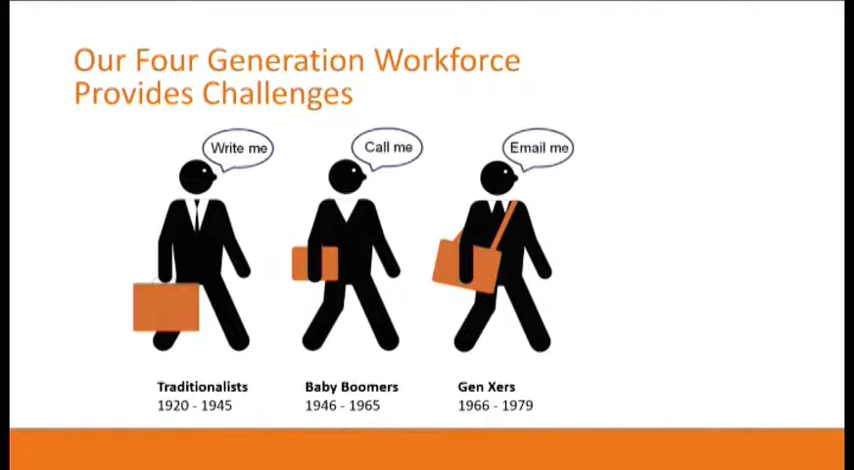 Our Four Generation Workforce
Provides Challenges
Write me
Call me
Email me
Traditionalists
1920 - 1945
Baby Boomers
1946 - 1965
Gen Xers
1966 - 1979